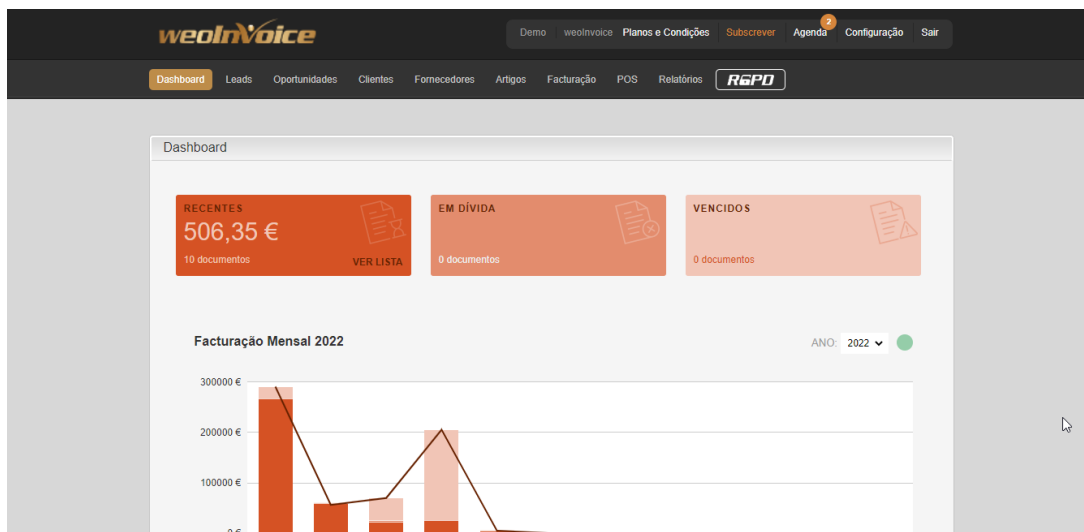 weoInVoice
Demo weoInvoice Planos e Condições Subscrever Agenda 2 Configuração Sair
Dashboard Leads Oportunidades Clientes Fornecedores Artigos Facturação POS Relatórios RGPD
Dashboard
RECENTES
506,35 €
10 documentos
VER LISTA
EM DÍVIDA
0 documentos
VENCIDOS
0 documentos
Facturação Mensal 2022
ANO: 2022
300000 €
200000 €
100000 €
0 €